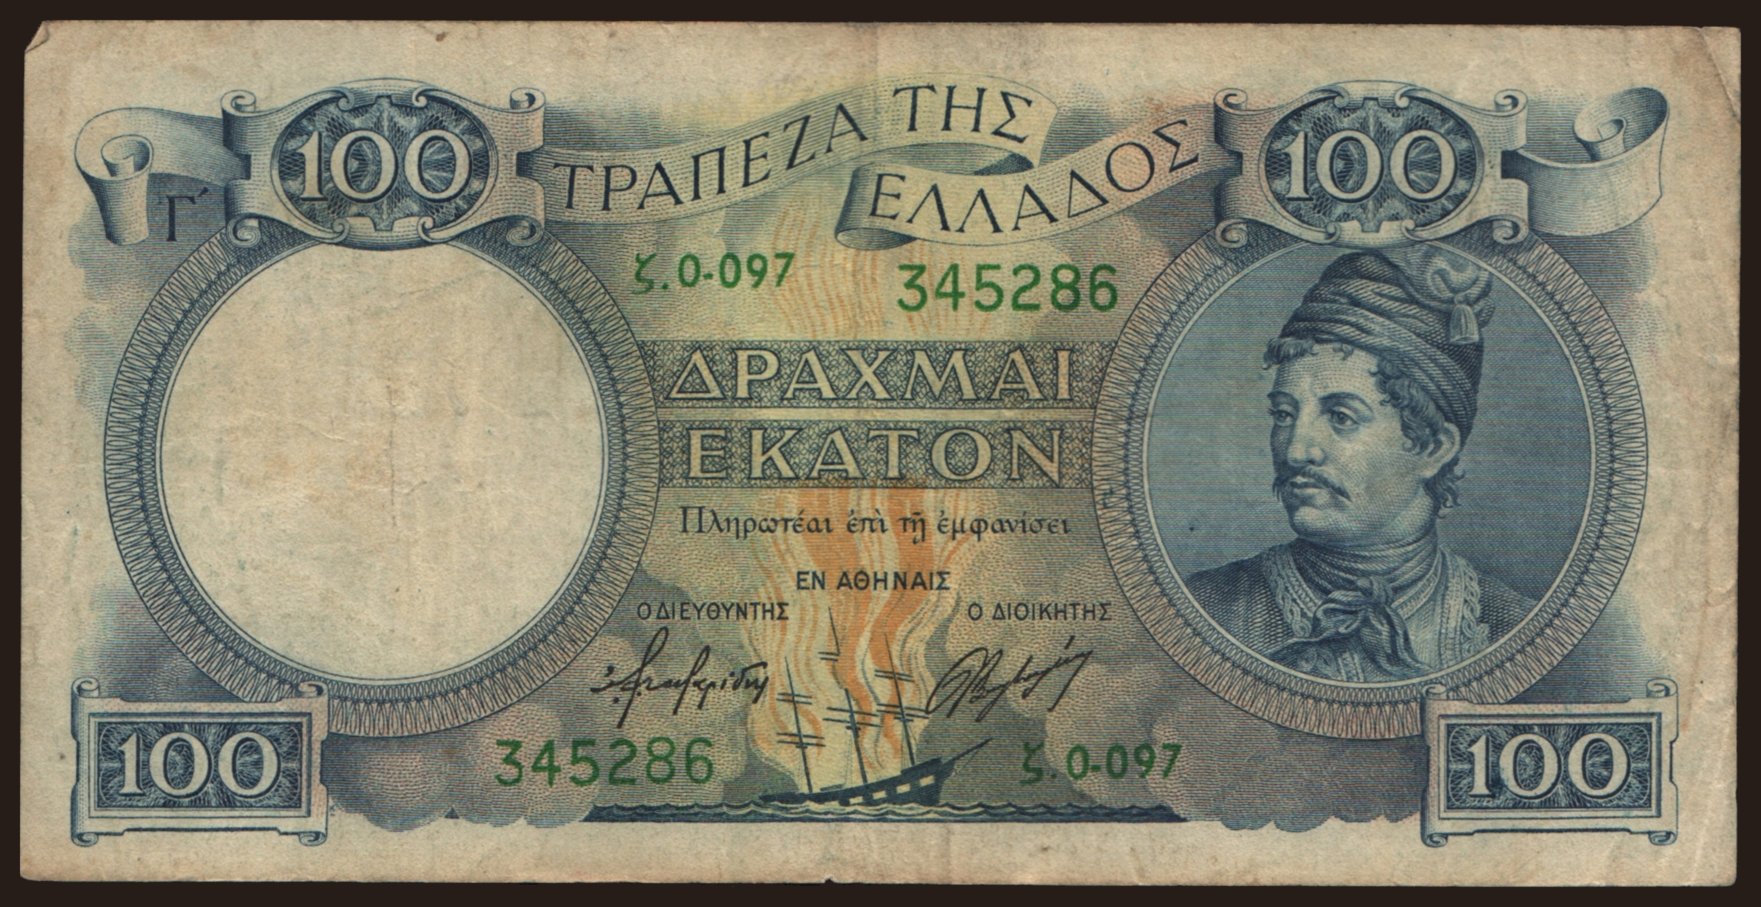 100
100
ΤΡΑΠΕΖΑ ΤΗΣ
ΕΛΛΑΔΟΣ
Γ΄
ζ.0-097 345286
ΔΡΑΧΜΑΙ
ΕΚΑΤΟΝ
Πληρωτέαι ἐπὶ τῇ ἐμφανίσει
ΕΝ ΑΘΗΝΑΙΣ
Ο ΔΙΕΥΘΥΝΤΗΣ Ο ΔΙΟΙΚΗΤΗΣ
345286 ζ.0-097
100
100